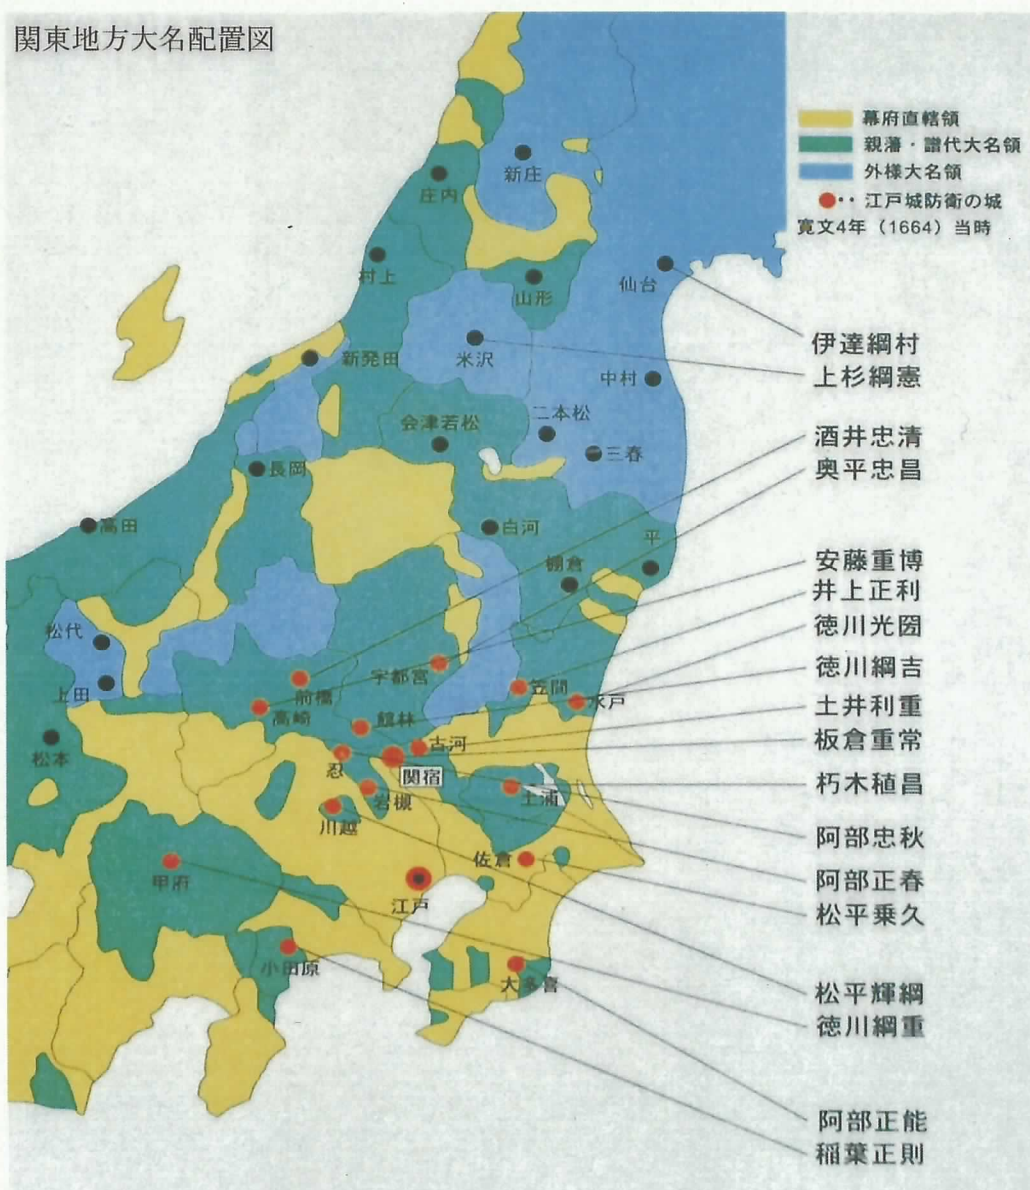 関東地方大名配置図
幕府直轄領
親藩・譜代大名領
外様大名領
‥江戸城防衛の城
寛文4年（1664）当時
新庄
庄内
村上
山形
仙台
新発田
米沢
中村
二本松
会津若松
三春
長岡
高田
白河
平
棚倉
松代
上田
宇都宮
前橋
高崎
笠間
水戸
館林
古河
松本
忍
関宿
岩槻
土浦
川越
佐倉
甲府
江戸
小田原
大多喜
伊達綱村
上杉綱憲
酒井忠清
奥平忠昌
安藤重博
井上正利
徳川光圀
徳川綱吉
土井利重
板倉重常
朽木稙昌
阿部忠秋
阿部正春
松平乗久
松平輝綱
徳川綱重
阿部正能
稲葉正則